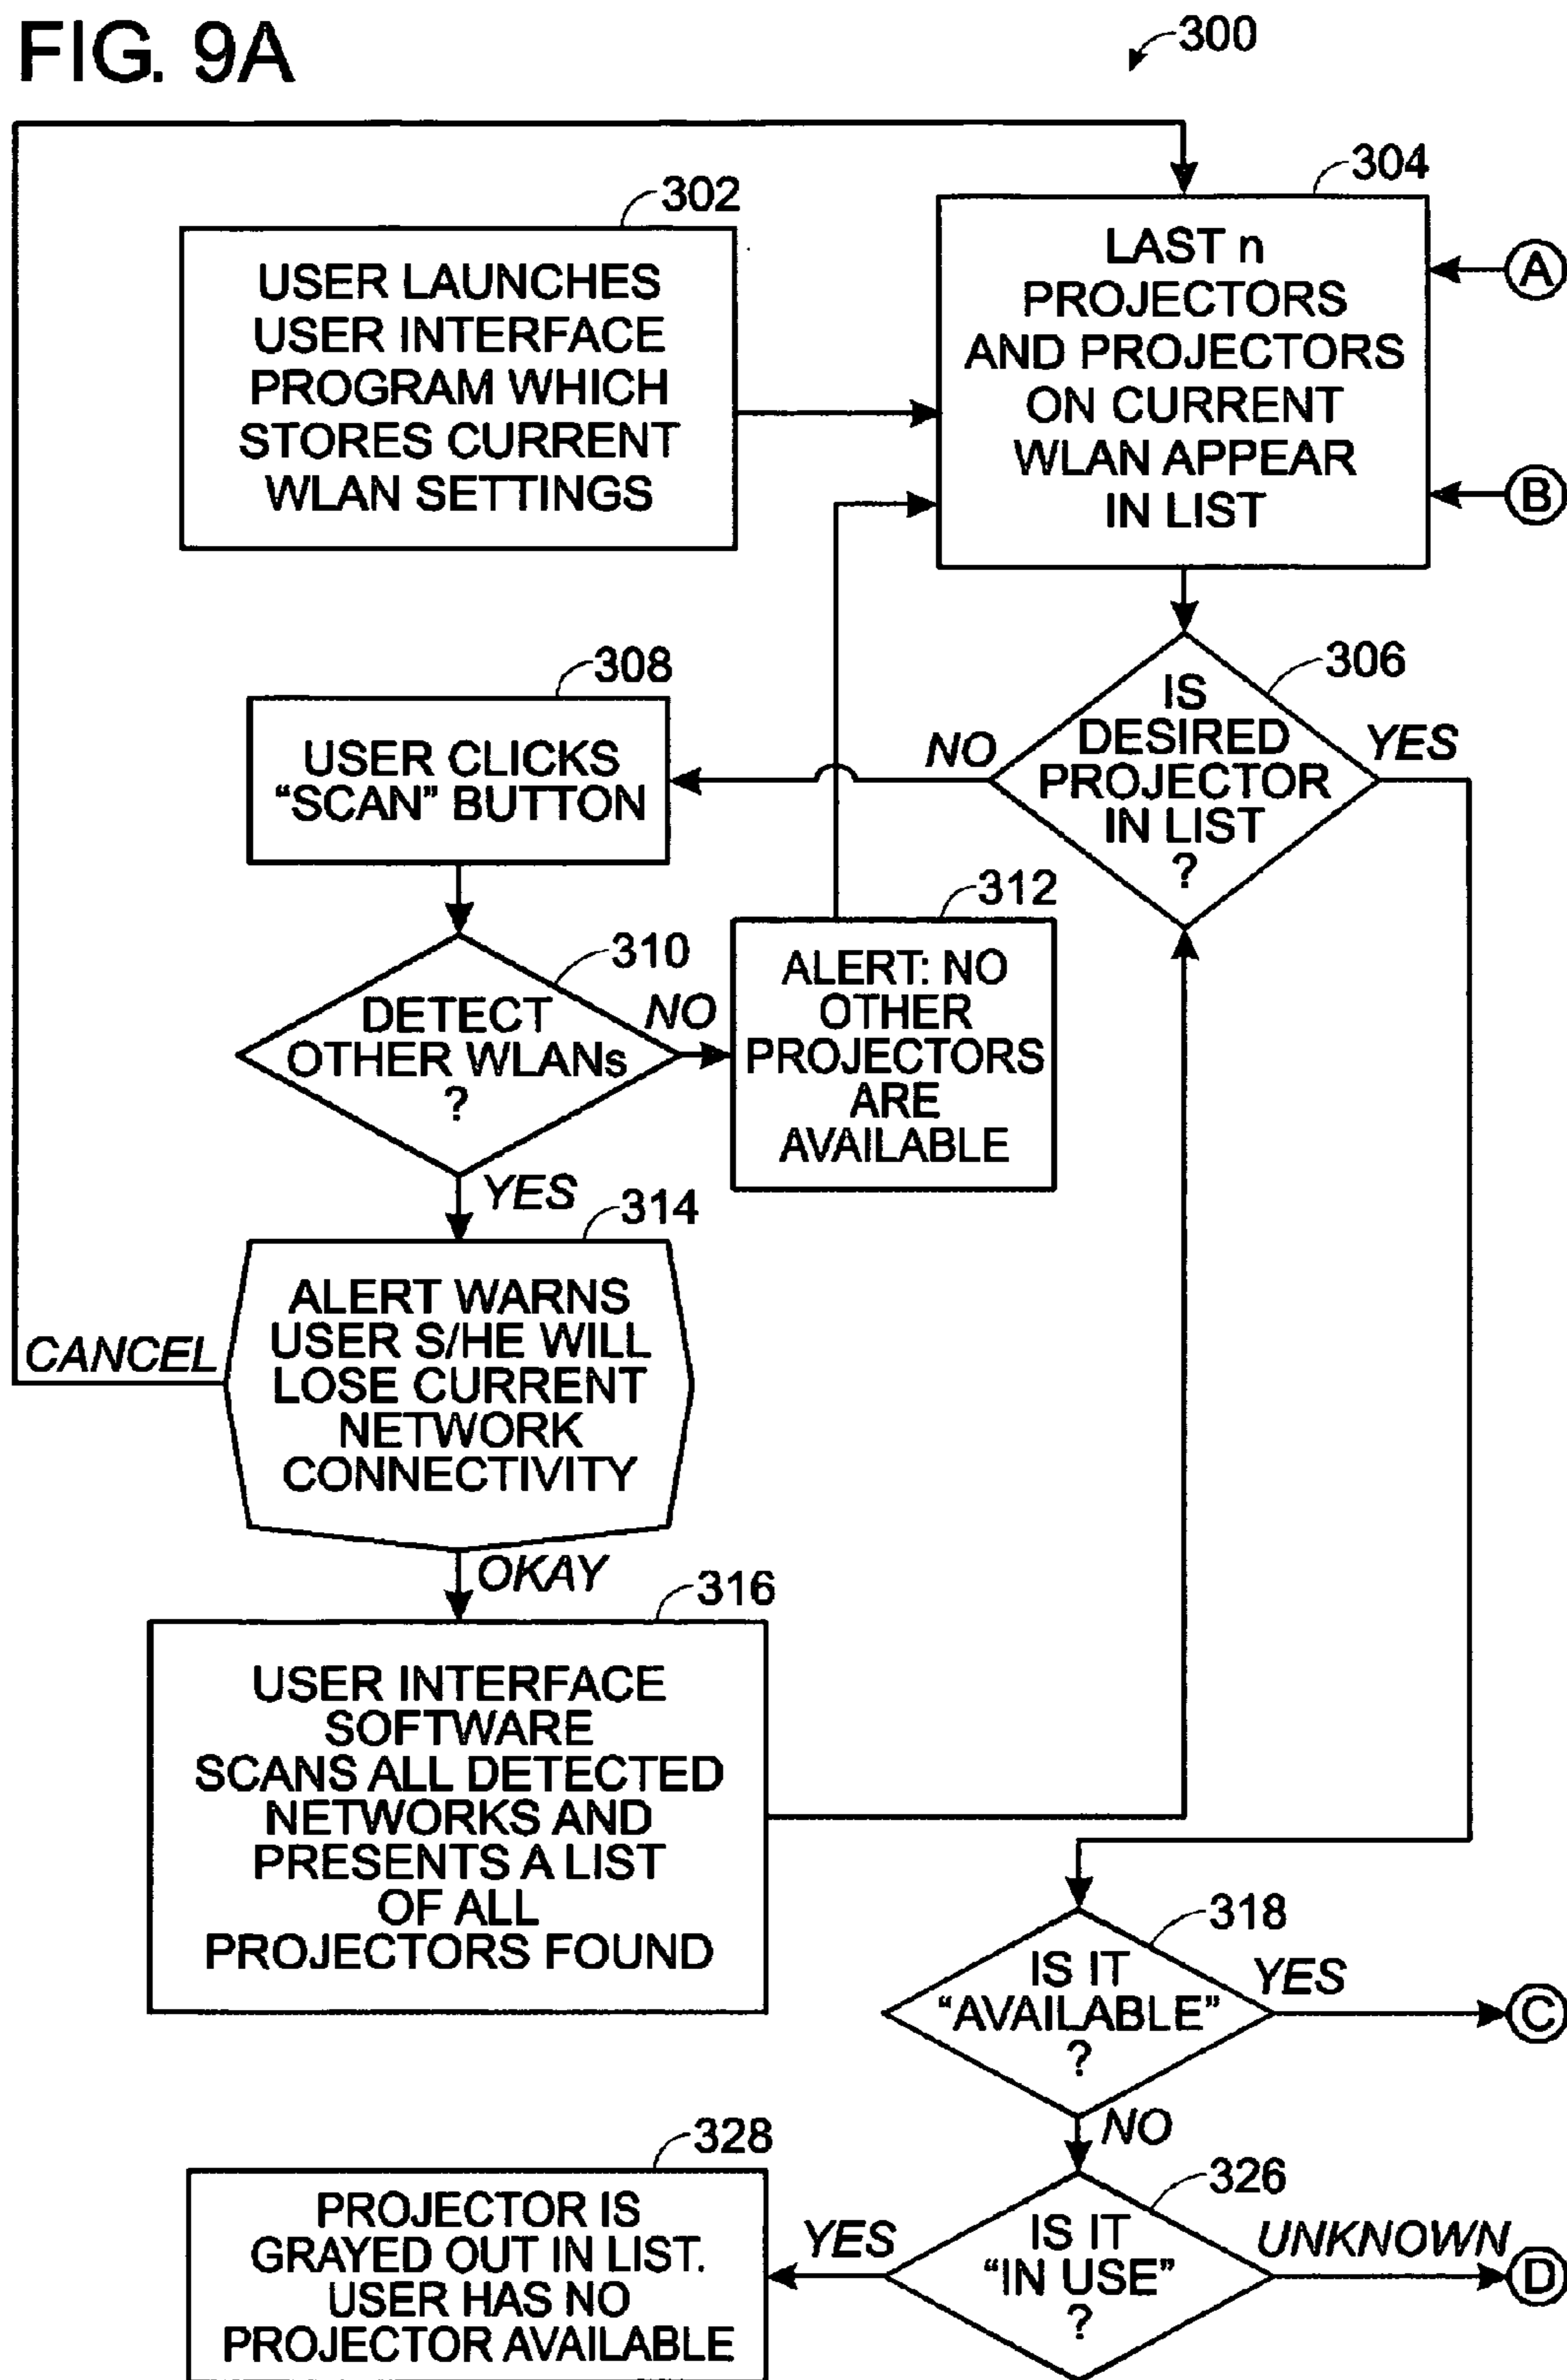 FIG. 9A
300
302
USER LAUNCHES
USER INTERFACE
PROGRAM WHICH
STORES CURRENT
WLAN SETTINGS
304
LAST n
PROJECTORS
AND PROJECTORS
ON CURRENT
WLAN APPEAR
IN LIST
A
B
306
IS
DESIRED
PROJECTOR
IN LIST
?
NO
YES
308
USER CLICKS
“SCAN” BUTTON
310
DETECT
OTHER WLANs
?
NO
YES
312
ALERT: NO
OTHER
PROJECTORS
ARE
AVAILABLE
314
ALERT WARNS
USER S/HE WILL
LOSE CURRENT
NETWORK
CONNECTIVITY
CANCEL
OKAY
316
USER INTERFACE
SOFTWARE
SCANS ALL DETECTED
NETWORKS AND
PRESENTS A LIST
OF ALL
PROJECTORS FOUND
318
IS IT
“AVAILABLE”
?
YES
C
NO
326
IS IT
“IN USE”
?
YES
UNKNOWN
D
328
PROJECTOR IS
GRAYED OUT IN LIST.
USER HAS NO
PROJECTOR AVAILABLE